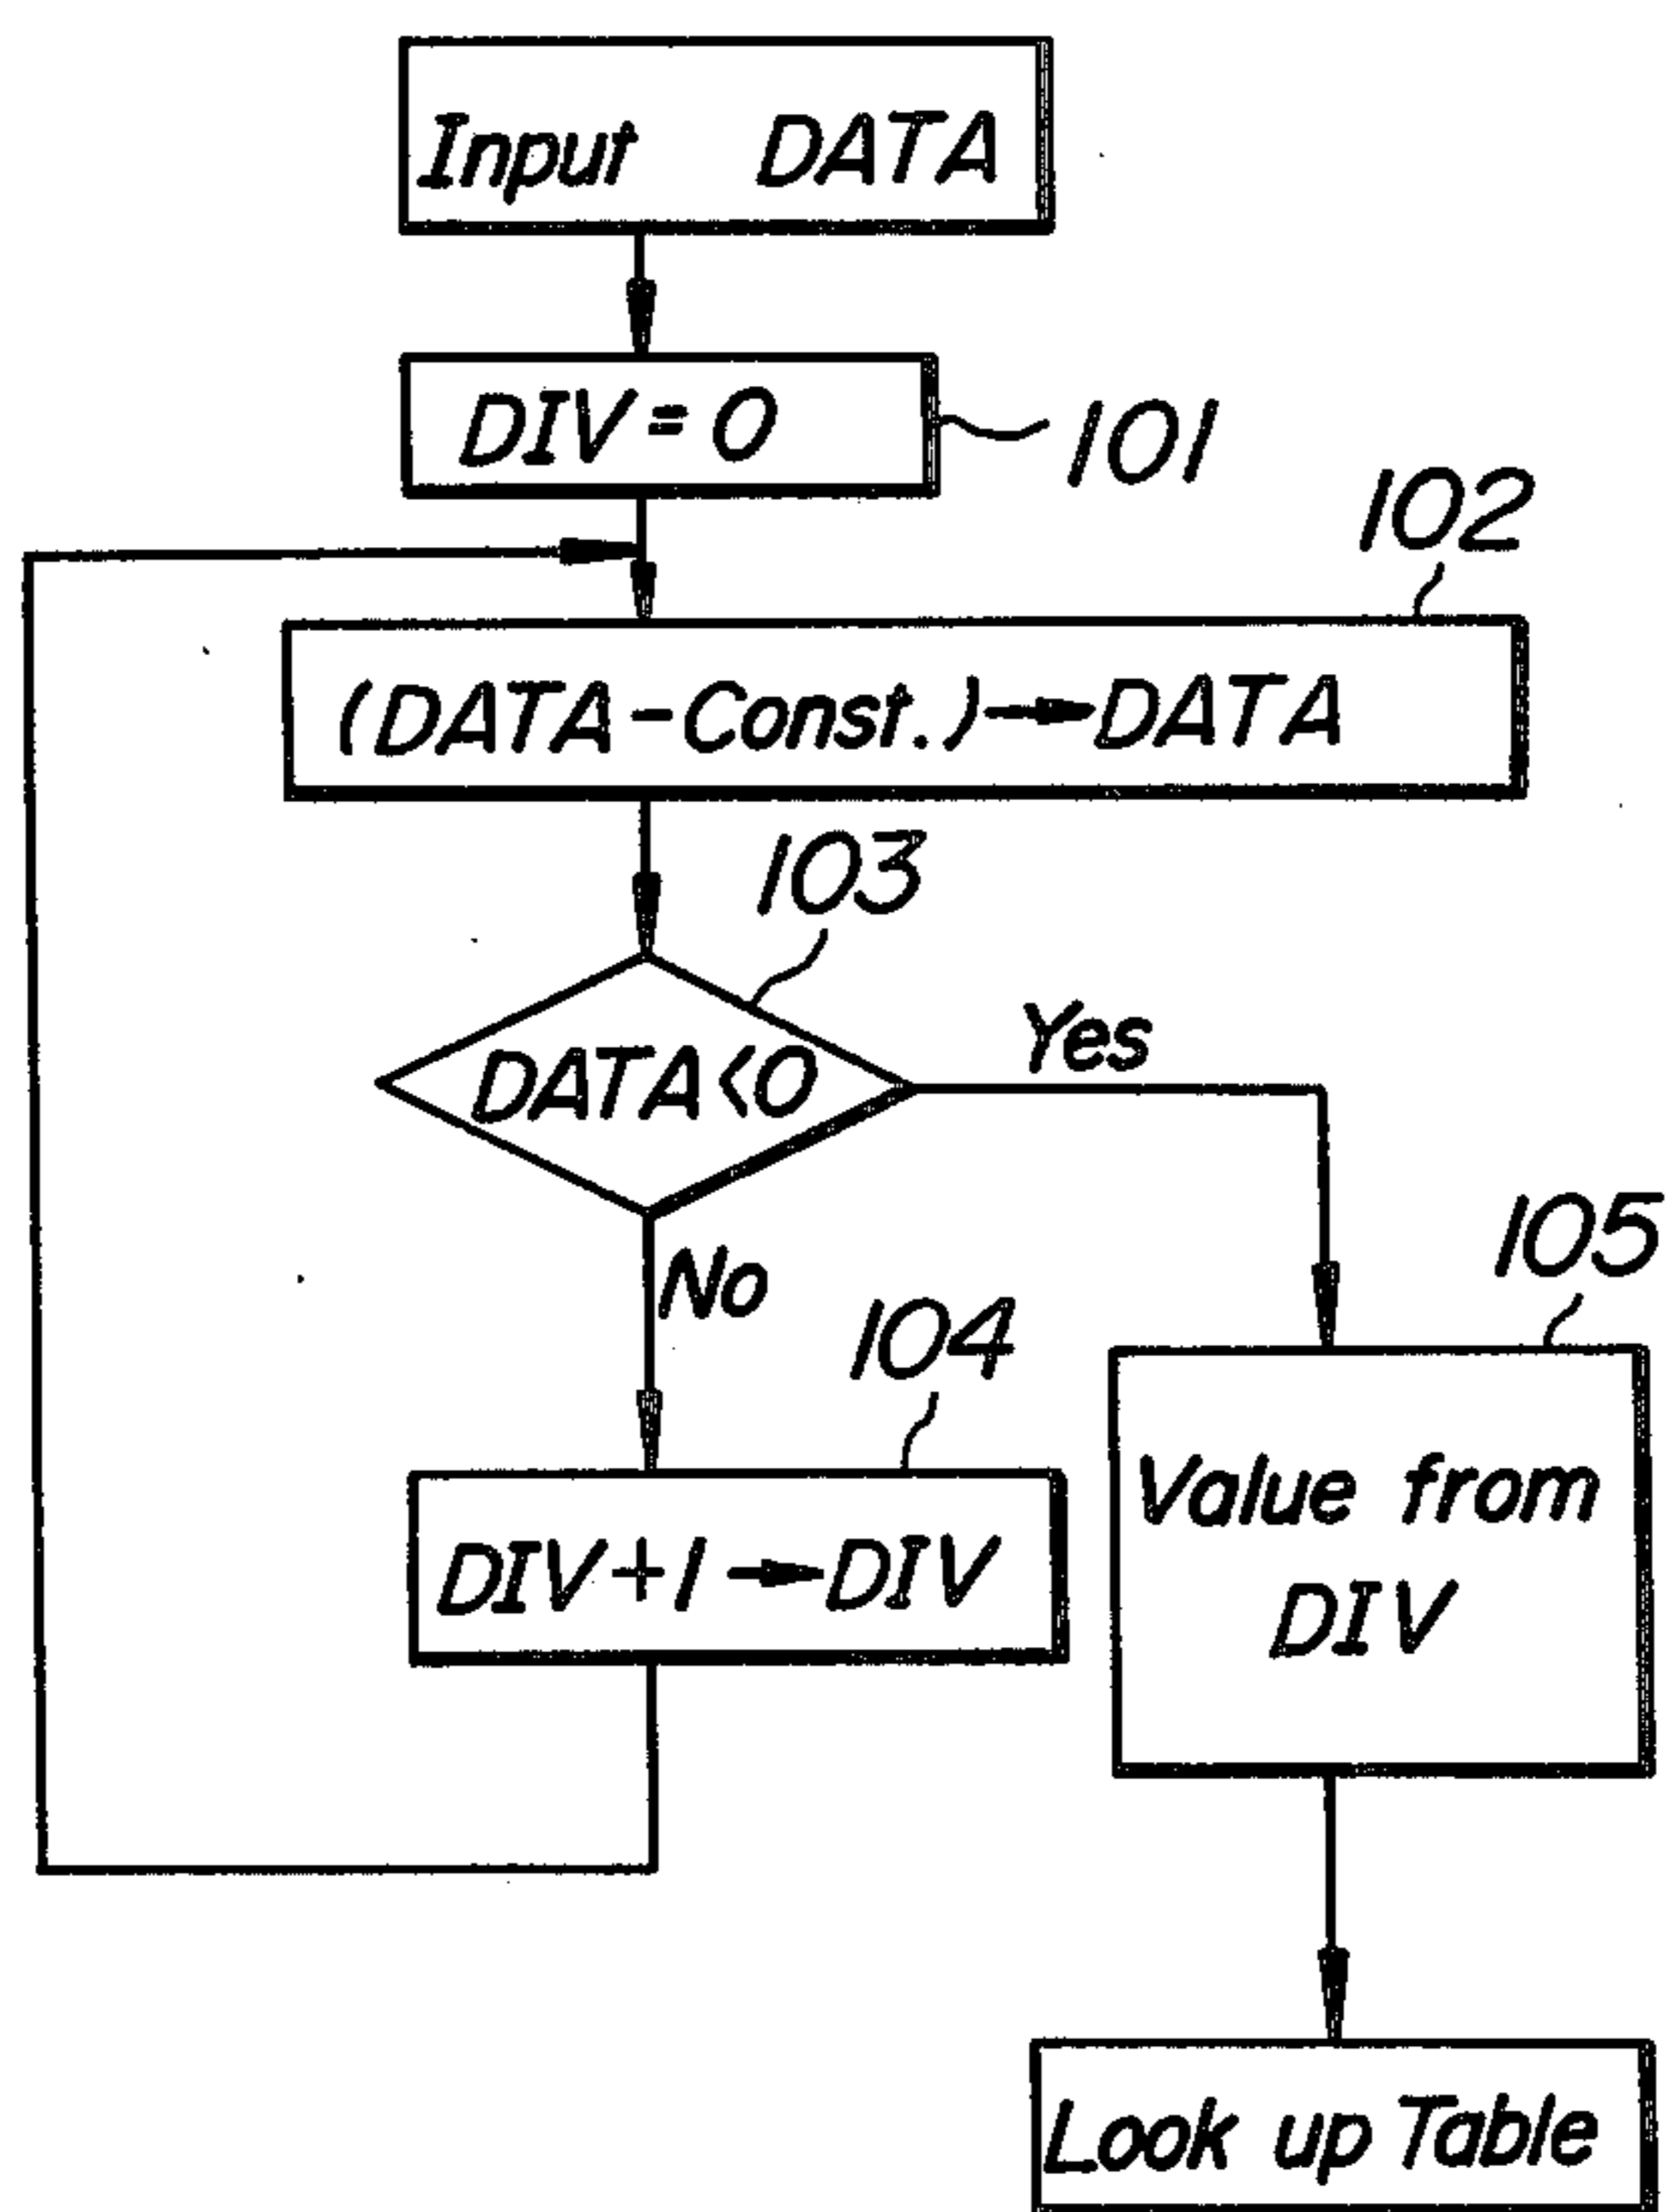 Input DATA
DIV=0
101
102
(DATA-Const.)→DATA
103
DATA<0
Yes
No
104
105
DIV+1→DIV
Value from
DIV
Look up Table